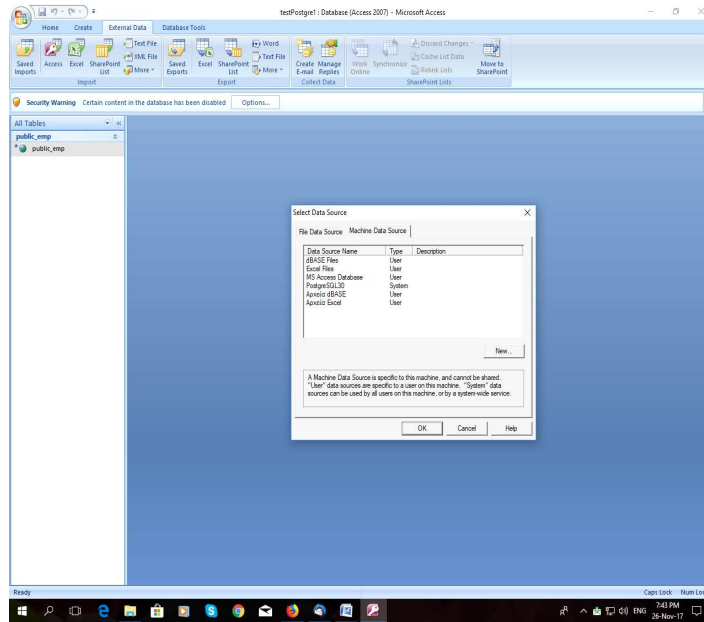 testPostgre1 : Database (Access 2007) - Microsoft Access
Home Create External Data Database Tools
Saved Imports
Access
Excel
SharePoint List
Text File
XML File
More
Import
Saved Exports
Excel
SharePoint List
Word
Text File
More
Export
Create E-mail
Manage Replies
Collect Data
Work Online
Synchronize
Discard Changes
Cache List Data
Relink Lists
Move to SharePoint
SharePoint Lists
Security Warning Certain content in the database has been disabled Options...
All Tables
public_emp
public_emp
Select Data Source
File Data Source Machine Data Source
Data Source Name Type Description
dBASE Files User
Excel Files User
MS Access Database User
PostgreSQL30 System
Αρχεία dBASE User
Αρχεία Excel User
New...
A Machine Data Source is specific to this machine, and cannot be shared.
"User" data sources are specific to a user on this machine. "System" data
sources can be used by all users on this machine, or by a system-wide service.
OK Cancel Help
Ready Caps Lock Num Loc
ENG 7:43 PM
26-Nov-17